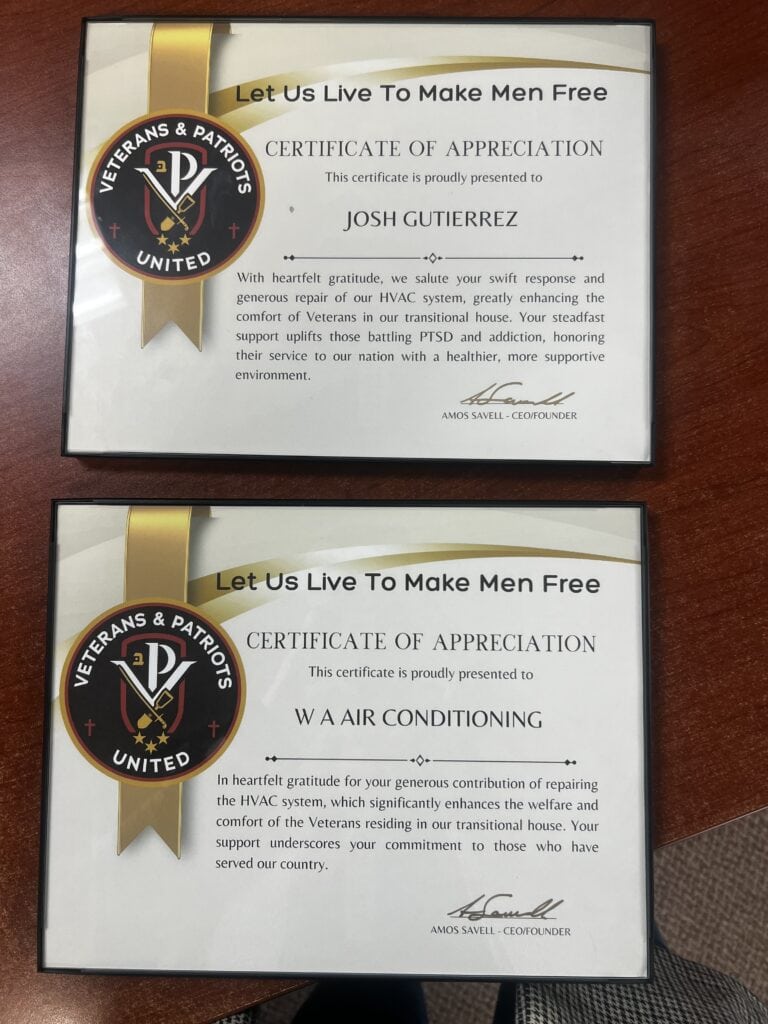 Let Us Live To Make Men Free
VETERANS & PATRIOTS
VP
UNITED
CERTIFICATE OF APPRECIATION
This certificate is proudly presented to
JOSH GUTIERREZ
With heartfelt gratitude, we salute your swift response and
generous repair of our HVAC system, greatly enhancing the
comfort of Veterans in our transitional house. Your steadfast
support uplifts those battling PTSD and addiction, honoring
their service to our nation with a healthier, more supportive
environment.
AMOS SAVELL - CEO/FOUNDER
Let Us Live To Make Men Free
VETERANS & PATRIOTS
VP
UNITED
CERTIFICATE OF APPRECIATION
This certificate is proudly presented to
W A AIR CONDITIONING
In heartfelt gratitude for your generous contribution of repairing
the HVAC system, which significantly enhances the welfare and
comfort of the Veterans residing in our transitional house. Your
support underscores your commitment to those who have
served our country.
AMOS SAVELL - CEO/FOUNDER